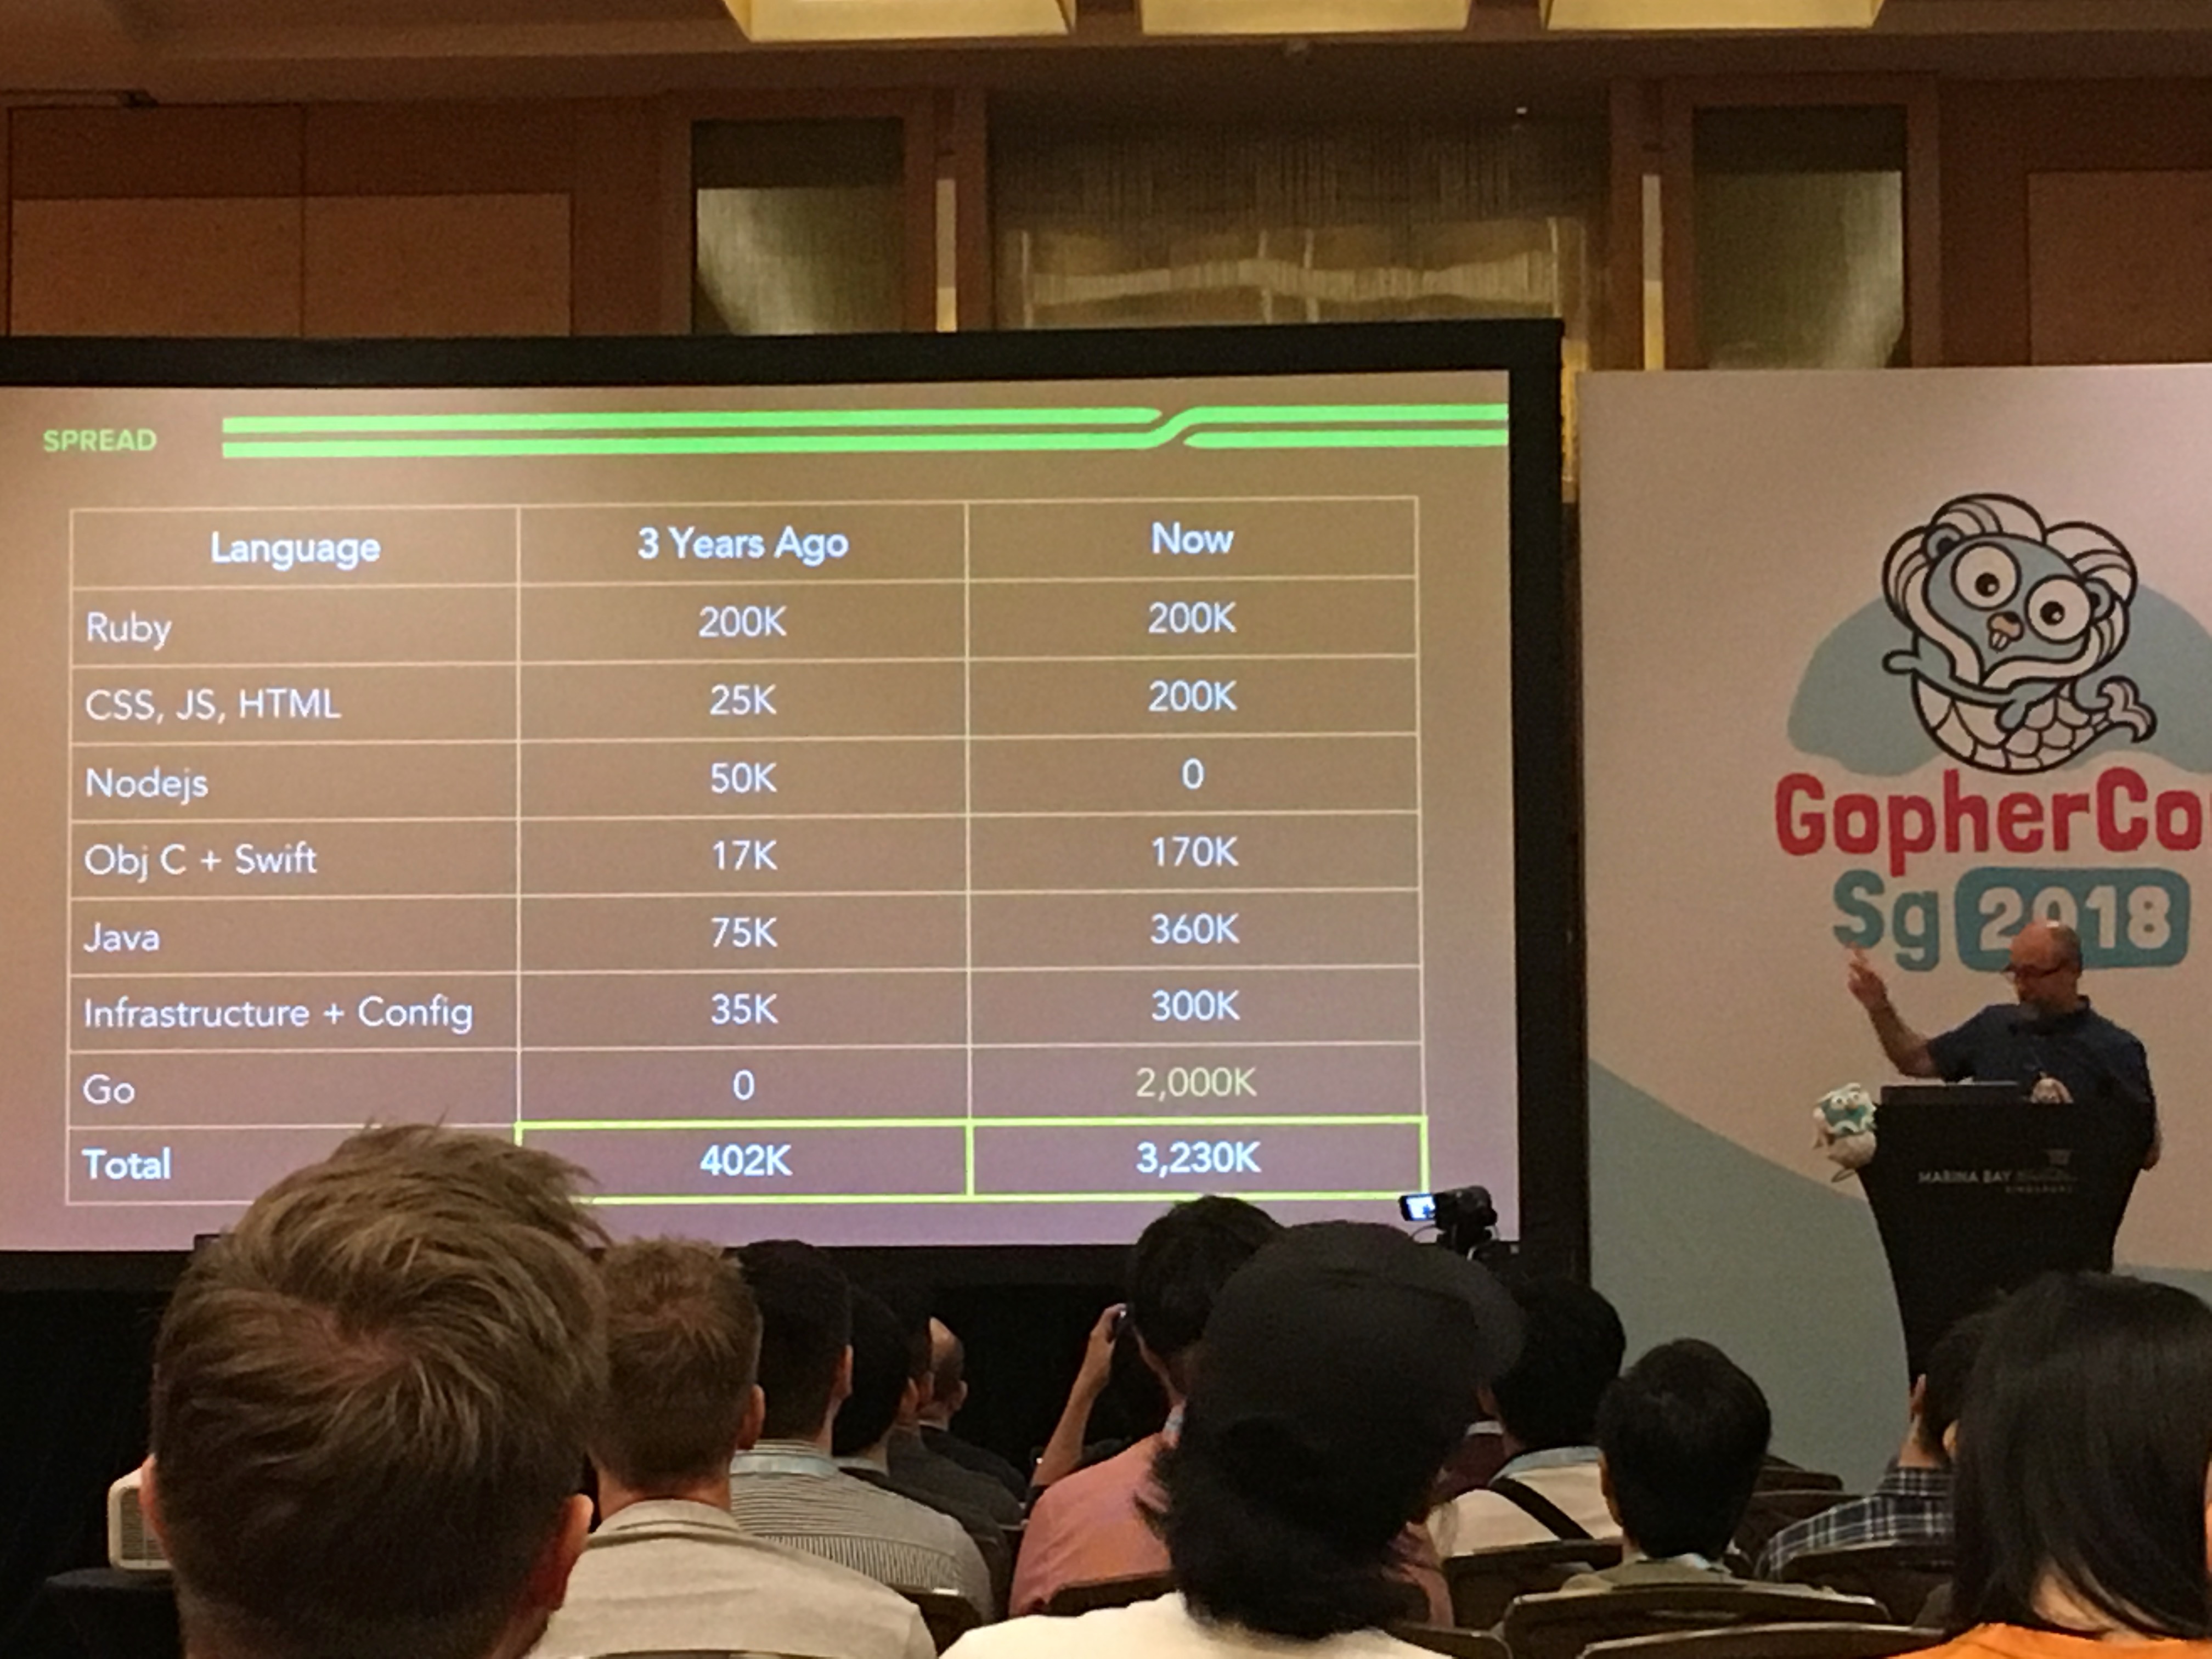 SPREAD
Language 3 Years Ago Now
Ruby 200K 200K
CSS, JS, HTML 25K 200K
Nodejs 50K 0
Obj C + Swift 17K 170K
Java 75K 360K
Infrastructure + Config 35K 300K
Go 0 2,000K
Total 402K 3,230K
GopherCo
Sg 2018
MARINA BAY